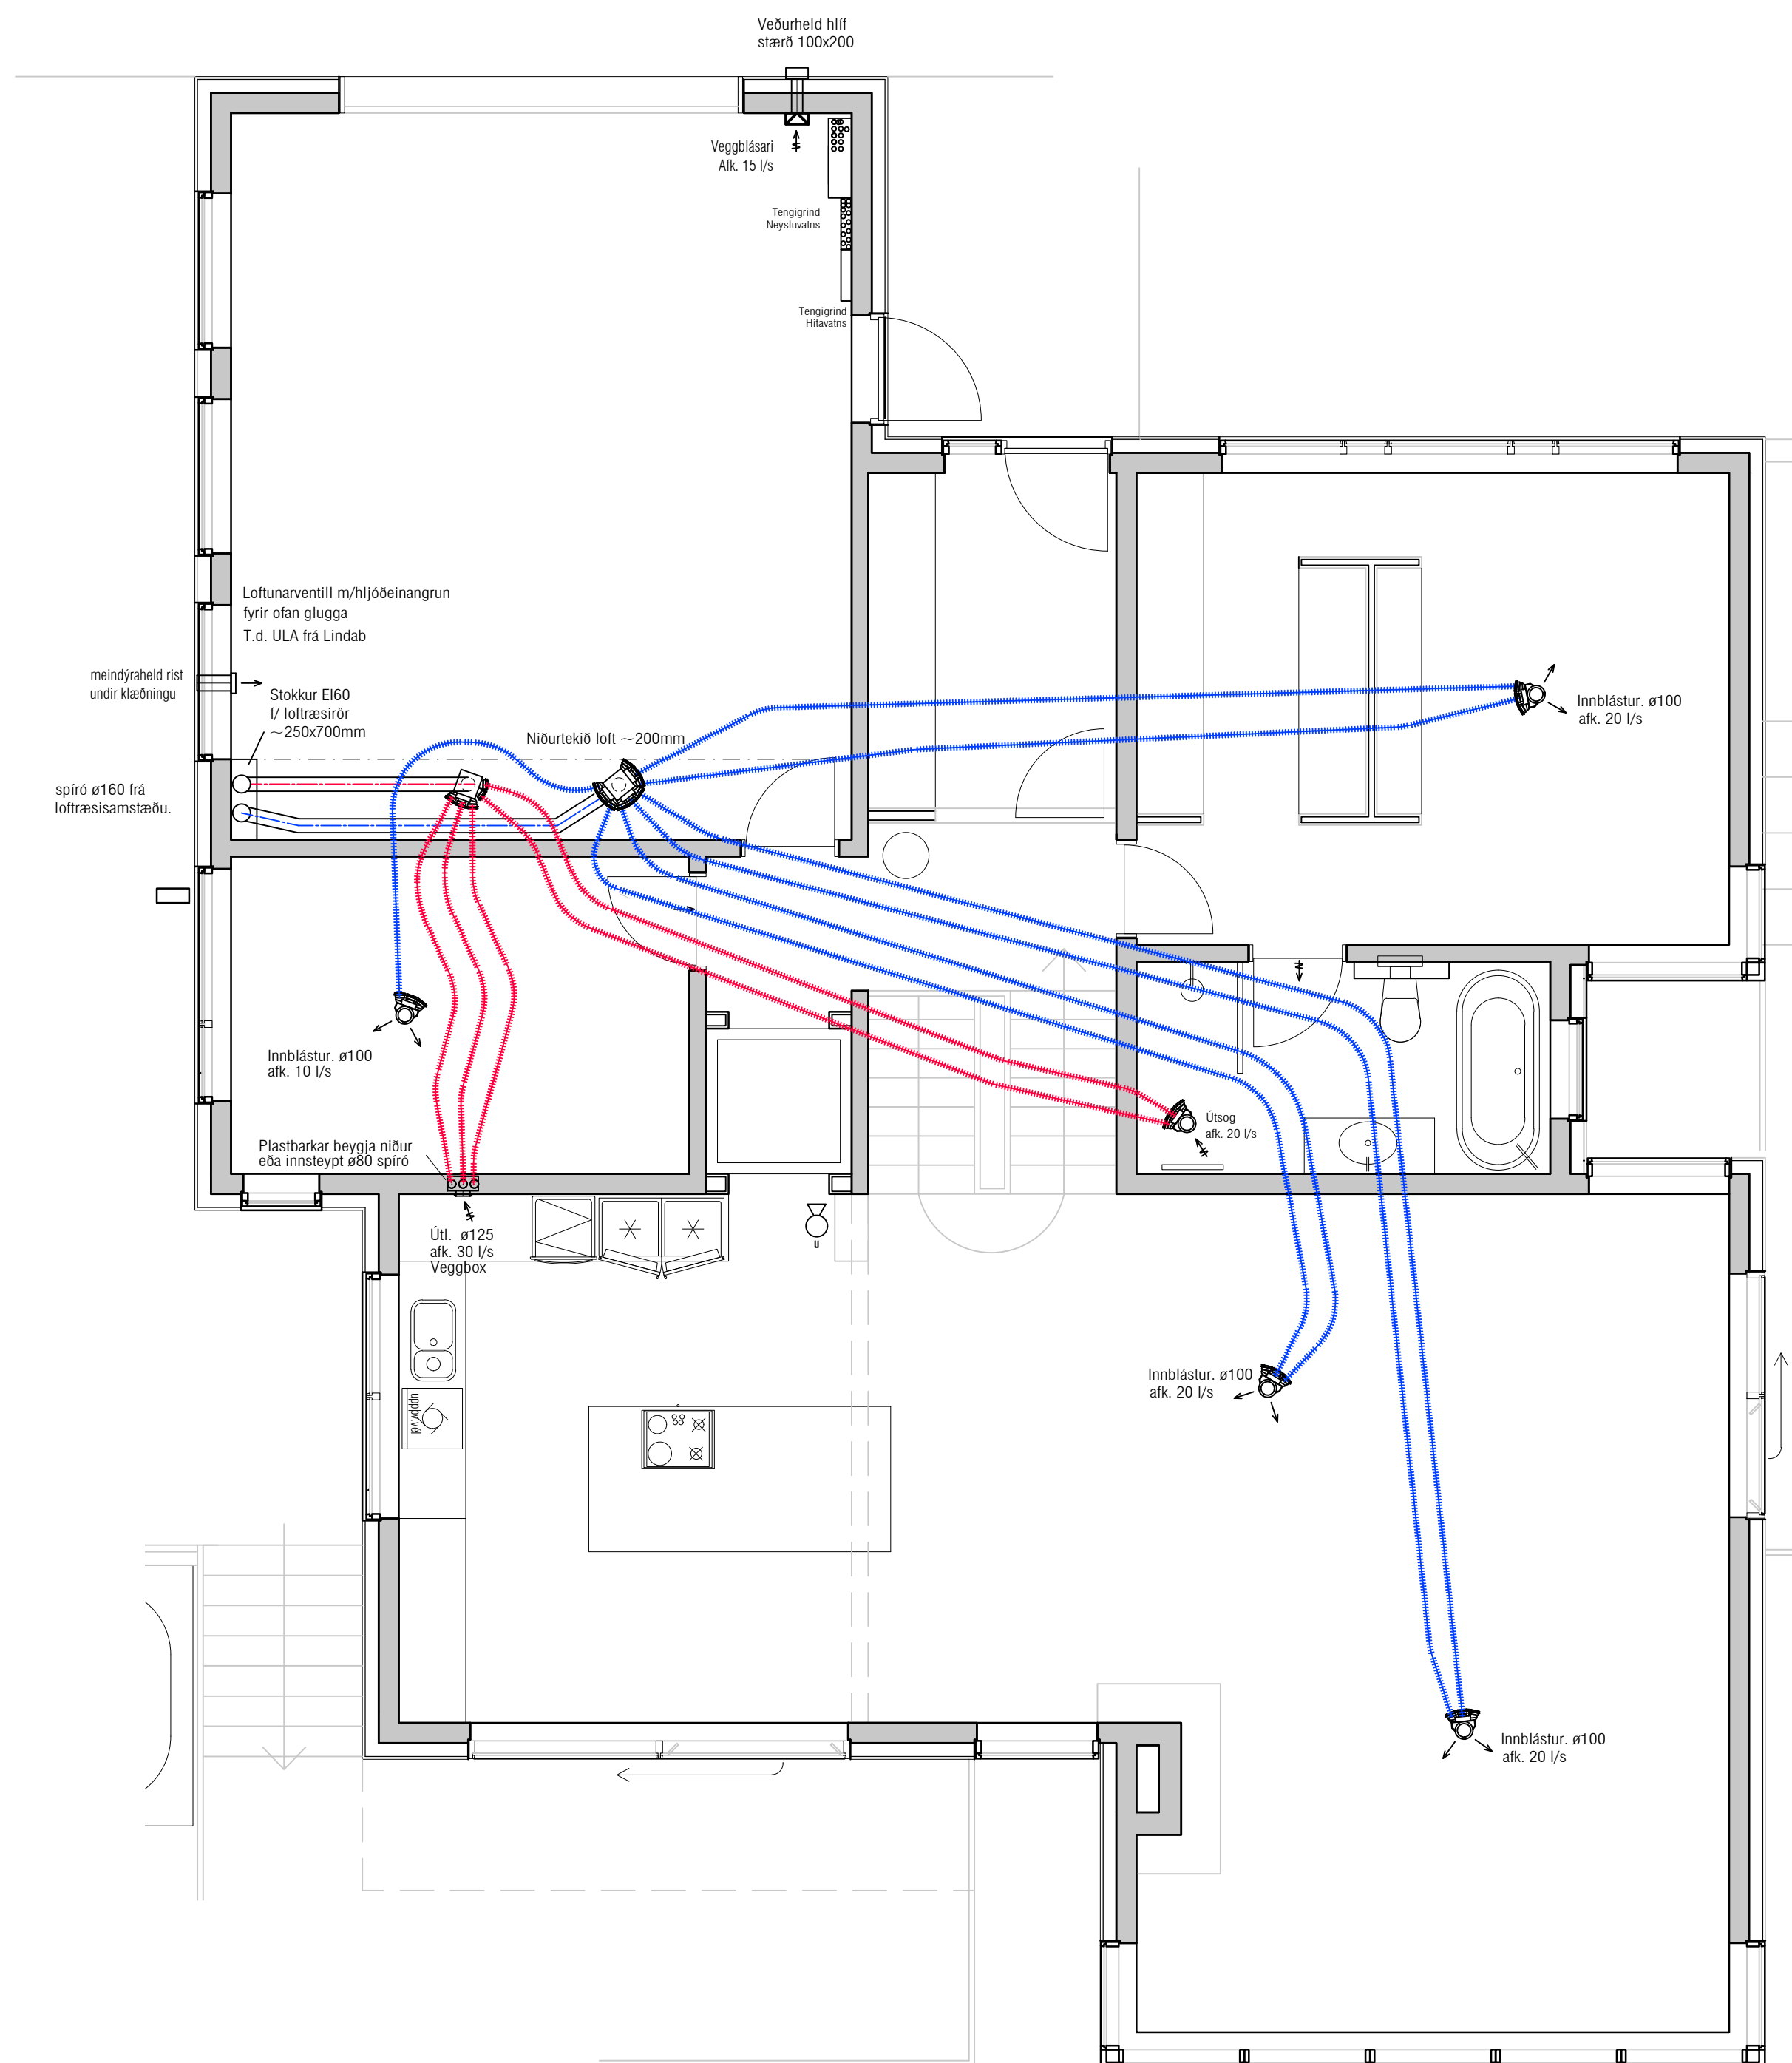 Veðurheld hlíf
stærð 100x200
Veggblásari
Afk. 15 l/s
Tengigrind
Neysluvatns
Tengigrind
Hitavatns
Loftunarventill m/hljóðeinangrun
fyrir ofan glugga
T.d. ULA frá Lindab
meindýraheld rist
undir klæðningu
Stokkur EI60
f/ loftræsirör
~250x700mm
Niðurtekið loft ~200mm
Innblástur. ø100
afk. 20 l/s
spíró ø160 frá
loftræsisamstæðu.
Innblástur. ø100
afk. 10 l/s
Útsog
afk. 20 l/s
Plastbarkar beygja niður
eða innsteypt ø80 spíró
Útl. ø125
afk. 30 l/s
Veggbox
Innblástur. ø100
afk. 20 l/s
uppþv.vél
Innblástur. ø100
afk. 20 l/s